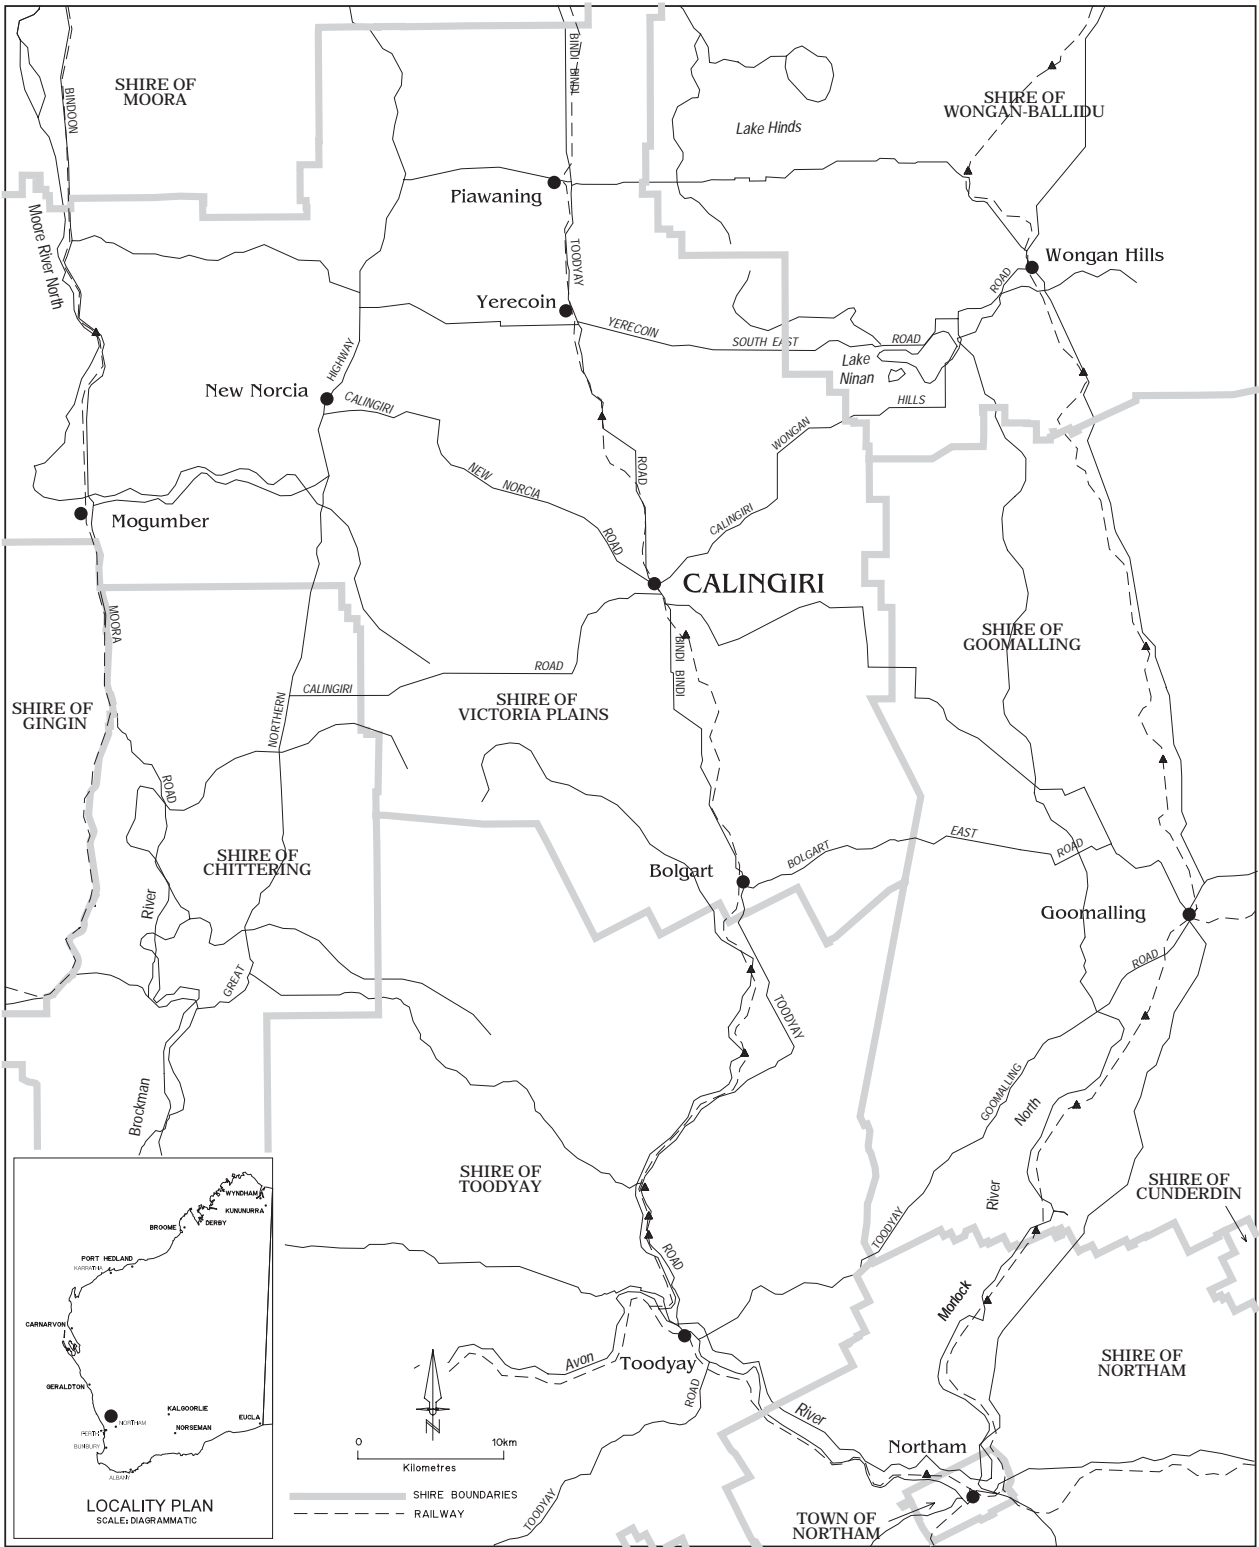 BINDI BINDI
SHIRE OF
MOORA
BINDOON
SHIRE OF
WONGAN-BALLIDU
Lake Hinds
Piawaning
Moore River North
TOODYAY
Wongan Hills
ROAD
Yerecoin
YERECOIN
SOUTH EAST
ROAD
HIGHWAY
Lake
Ninan
New Norcia
CALINGIRI
HILLS
WONGAN
NEW NORCIA
ROAD
ROAD
CALINGIRI
Mogumber
CALINGIRI
MOORA
BINDI BINDI
SHIRE OF
GOOMALLING
ROAD
CALINGIRI
NORTHERN
SHIRE OF
VICTORIA PLAINS
SHIRE OF
GINGIN
ROAD
SHIRE OF
CHITTERING
Bolgart
BOLGART
EAST
ROAD
River
Goomalling
ROAD
GREAT
TOODYAY
GOOMALLING
North
Brockman
SHIRE OF
TOODYAY
River
SHIRE OF
CUNDERDIN
TOODYAY
ROAD
Morlock
Avon
Toodyay
ROAD
SHIRE OF
NORTHAM
River
Northam
TOODYAY
TOWN OF
NORTHAM
N
0 10km
Kilometres
SHIRE BOUNDARIES
RAILWAY
WYNDHAM
KUNUNURRA
DERBY
BROOME
PORT HEDLAND
KARRATHA
CARNARVON
GERALDTON
KALGOORLIE
NORTHAM
EUCLA
NORSEMAN
PERTH
BUNBURY
ALBANY
LOCALITY PLAN
SCALE: DIAGRAMMATIC